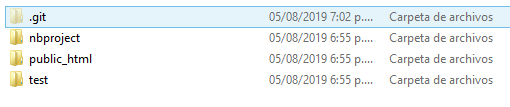 .git 05/08/2019 7:02 p.... Carpeta de archivos
nbproject 05/08/2019 6:55 p.... Carpeta de archivos
public_html 05/08/2019 6:55 p.... Carpeta de archivos
test 05/08/2019 6:55 p.... Carpeta de archivos